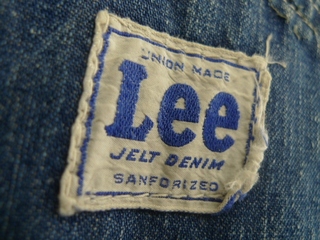 UNION MADE
Lee
JELT DENIM
SANFORIZED